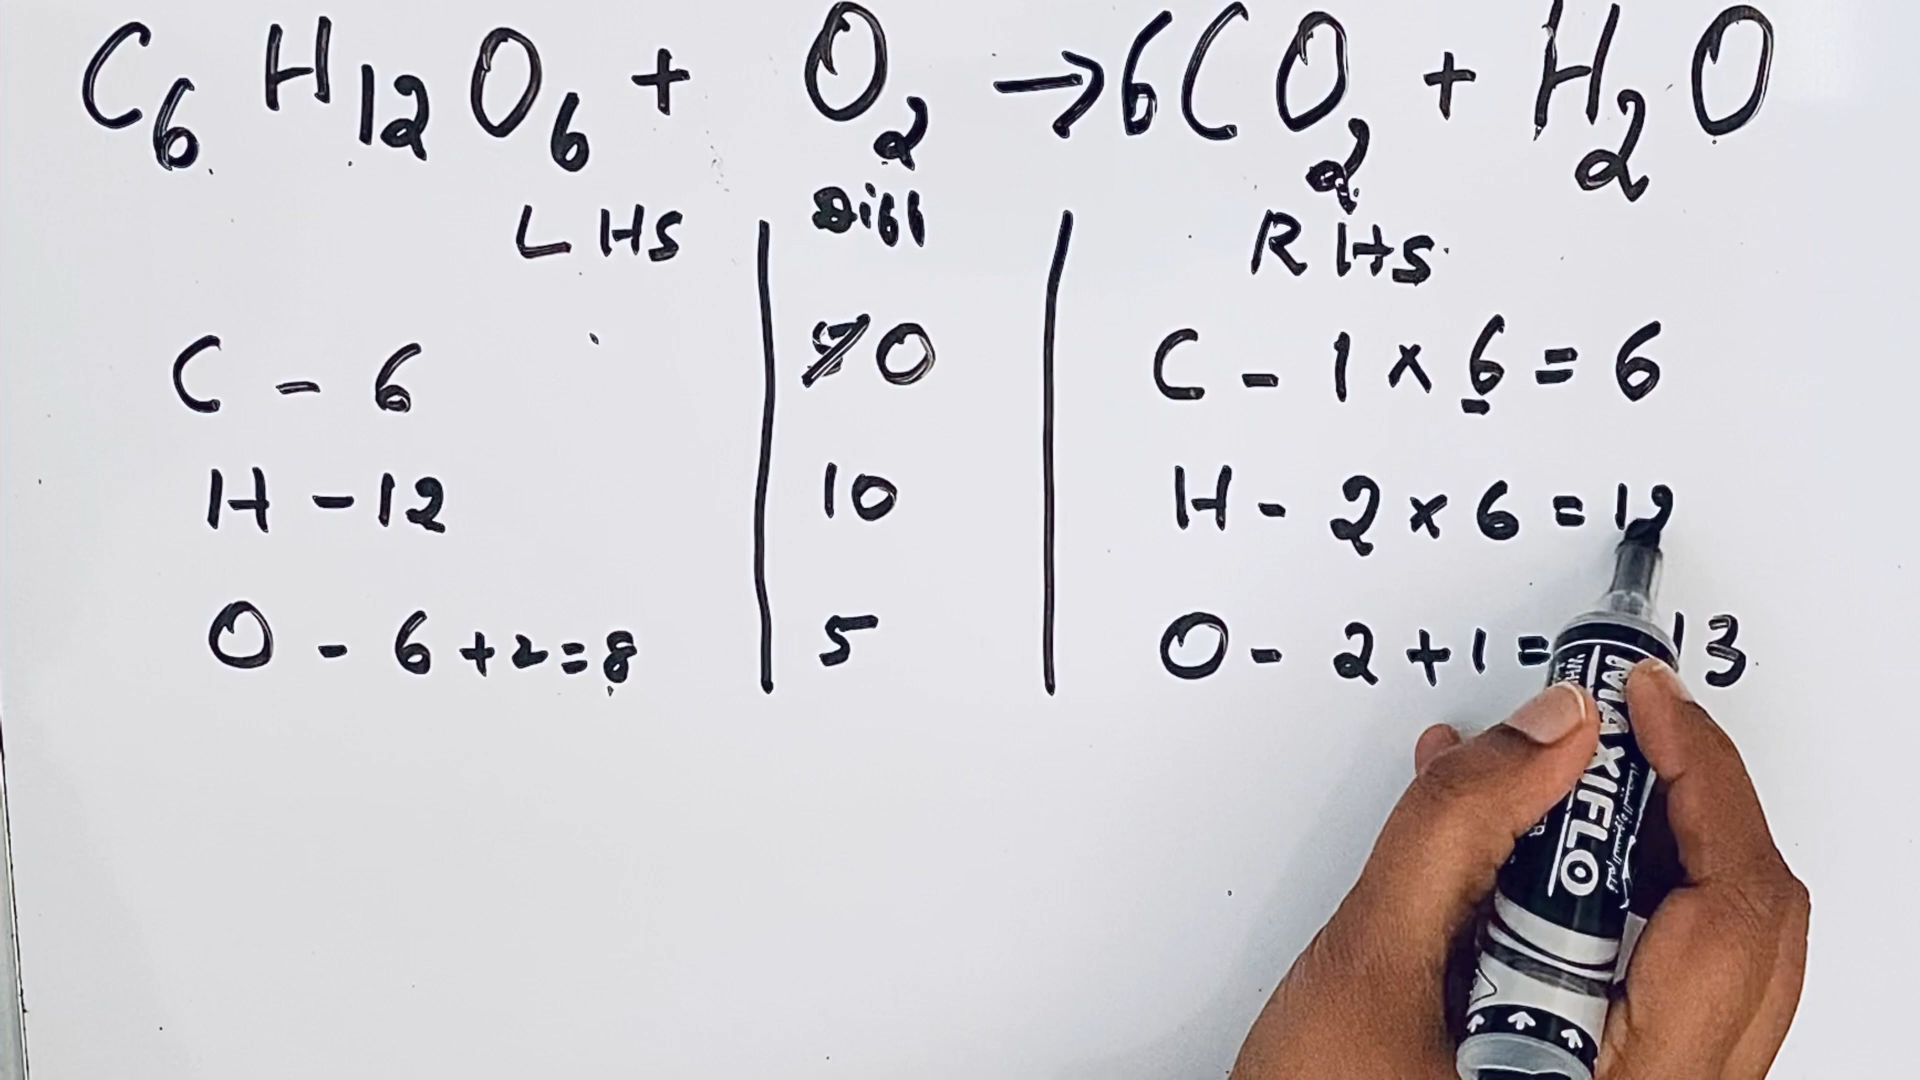 C6H12O6 + O2 → 6CO2 + H2O
LHS Diff RHS
C - 6 0 C - 1 × 6 = 6
H - 12 10 H - 2 × 6 = 12
O - 6 + 2 = 8 5 O - 2 + 1 = 13
MAXIFLO